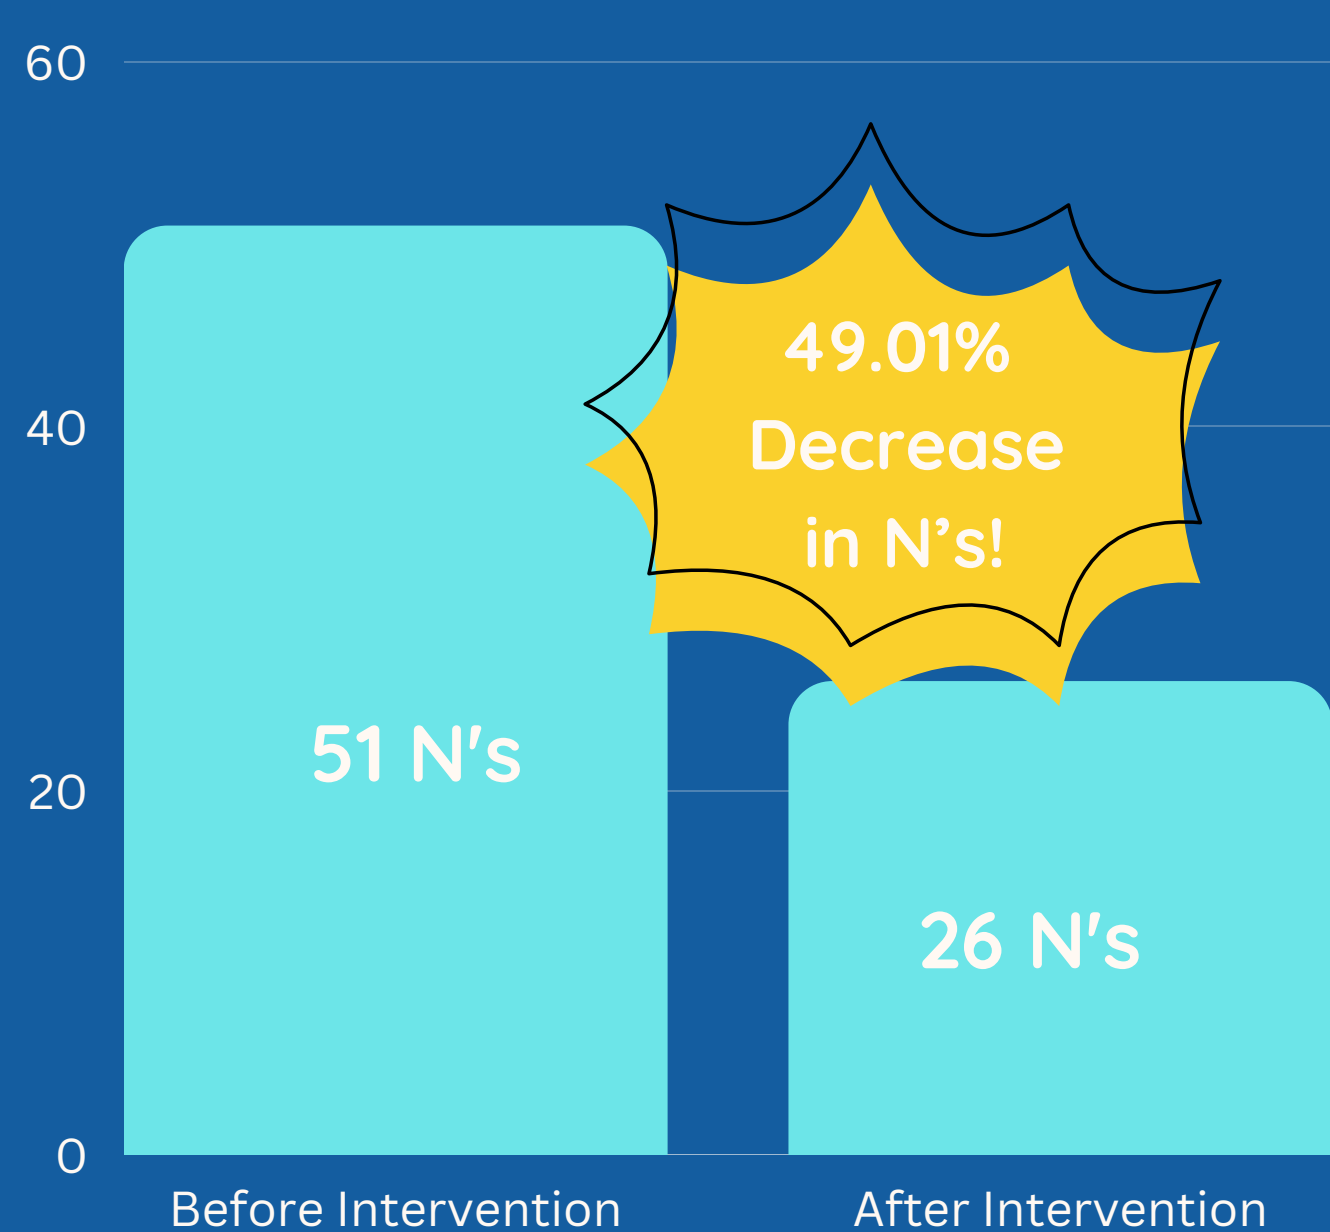 60
40
20
0
49.01%
Decrease
in N’s!
51 N's
26 N's
Before Intervention
After Intervention